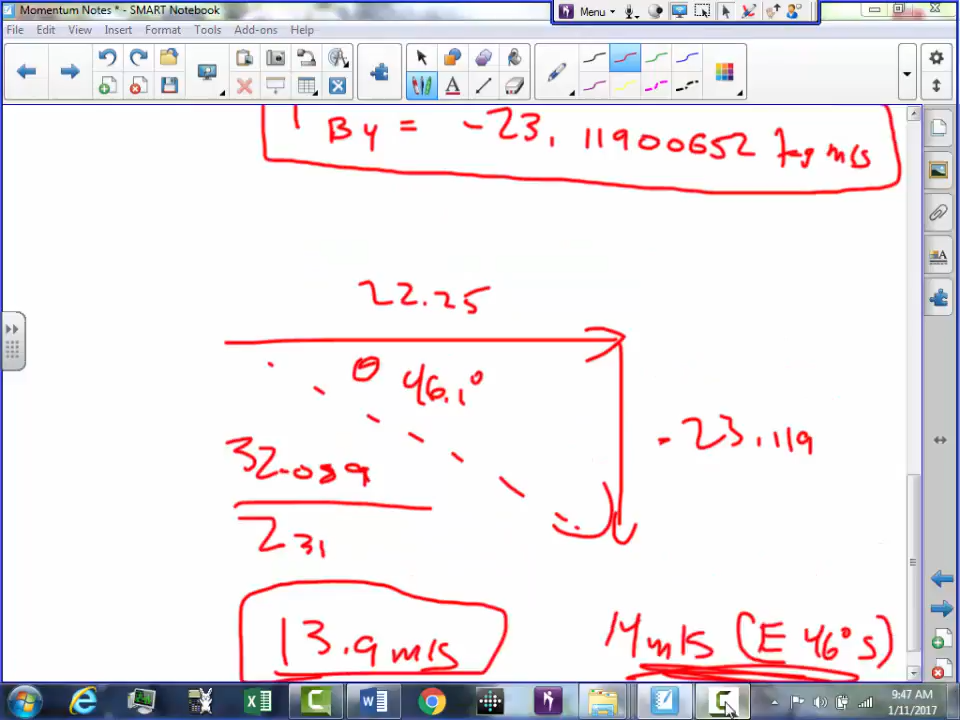 Momentum Notes * - SMART Notebook
Menu
File Edit View Insert Format Tools Add-ons Help
By = -23.11900652 kg m/s
22.25
θ 46.1°
-23.119
32.089
231
13.9 m/s
14 m/s (E 46° S)
9:47 AM
1/11/2017